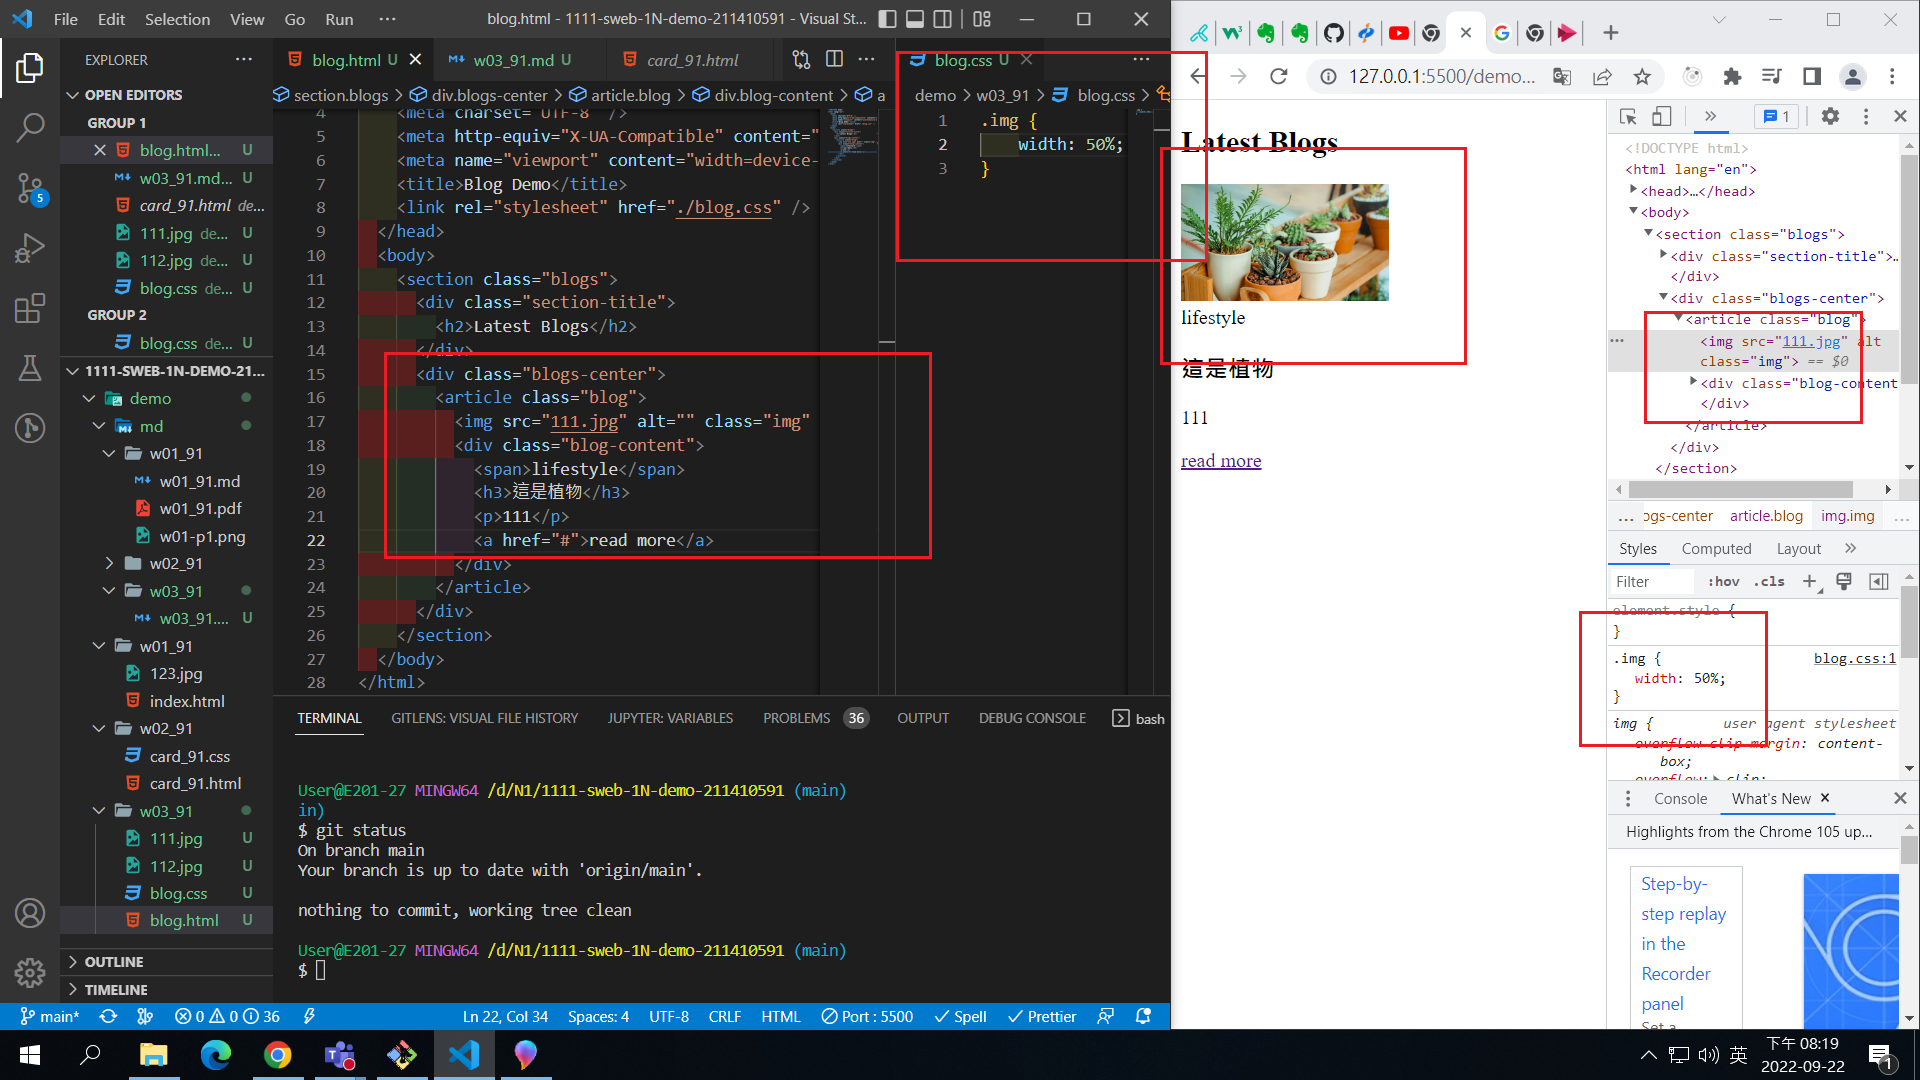 File Edit Selection View Go Run ··· blog.html - 1111-sweb-1N-demo-211410591 - Visual St...
EXPLORER ···
OPEN EDITORS
GROUP 1
blog.html... U
w03_91.md... U
card_91.html de...
111.jpg de... U
112.jpg de... U
blog.css de... U
GROUP 2
blog.css de... U
1111-SWEB-1N-DEMO-21...
demo
md
w01_91
w01_91.md
w01_91.pdf
w01-p1.png
w02_91
w03_91
w03_91.... U
w01_91
123.jpg
index.html
w02_91
card_91.css
card_91.html
w03_91
111.jpg U
112.jpg U
blog.css U
blog.html U
OUTLINE
TIMELINE
5
blog.html U w03_91.md U card_91.html ···
section.blogs > div.blogs-center > article.blog > div.blog-content > a
4 <meta charset="UTF-8" />
5 <meta http-equiv="X-UA-Compatible" content="
6 <meta name="viewport" content="width=device-
7 <title>Blog Demo</title>
8 <link rel="stylesheet" href="./blog.css" />
9 </head>
10 <body>
11 <section class="blogs">
12 <div class="section-title">
13 <h2>Latest Blogs</h2>
14 </div>
15 <div class="blogs-center">
16 <article class="blog">
17 <img src="111.jpg" alt="" class="img"
18 <div class="blog-content">
19 <span>lifestyle</span>
20 <h3>這是植物</h3>
21 <p>111</p>
22 <a href="#">read more</a>
23 </div>
24 </article>
25 </div>
26 </section>
27 </body>
28 </html>
blog.css U ···
demo > w03_91 > blog.css >
1 .img {
2 width: 50%;
3 }
TERMINAL GITLENS: VISUAL FILE HISTORY JUPYTER: VARIABLES PROBLEMS 36 OUTPUT DEBUG CONSOLE bash
User@E201-27 MINGW64 /d/N1/1111-sweb-1N-demo-211410591 (main)
in)
$ git status
On branch main
Your branch is up to date with 'origin/main'.
nothing to commit, working tree clean
User@E201-27 MINGW64 /d/N1/1111-sweb-1N-demo-211410591 (main)
$
main* 0 0 36 Ln 22, Col 34 Spaces: 4 UTF-8 CRLF HTML Port : 5500 Spell Prettier
127.0.0.1:5500/demo...
Latest Blogs
lifestyle
這是植物
111
read more
1
<!DOCTYPE html>
<html lang="en">
<head>…</head>
<body>
<section class="blogs">
<div class="section-title">…
</div>
<div class="blogs-center">
<article class="blog">
<img src="111.jpg" alt
class="img"> == $0
<div class="blog-content
</div>
</article>
</div>
</section>
... ogs-center article.blog img.img ...
Styles Computed Layout
Filter :hov .cls
element.style {
}
.img { blog.css:1
width: 50%;
}
img { user agent stylesheet
overflow-clip-margin: content-
box;
overflow: clip;
Console What's New
Highlights from the Chrome 105 up...
Step-by-
step replay
in the
Recorder
panel
Set a
英
下午 08:19
2022-09-22
1